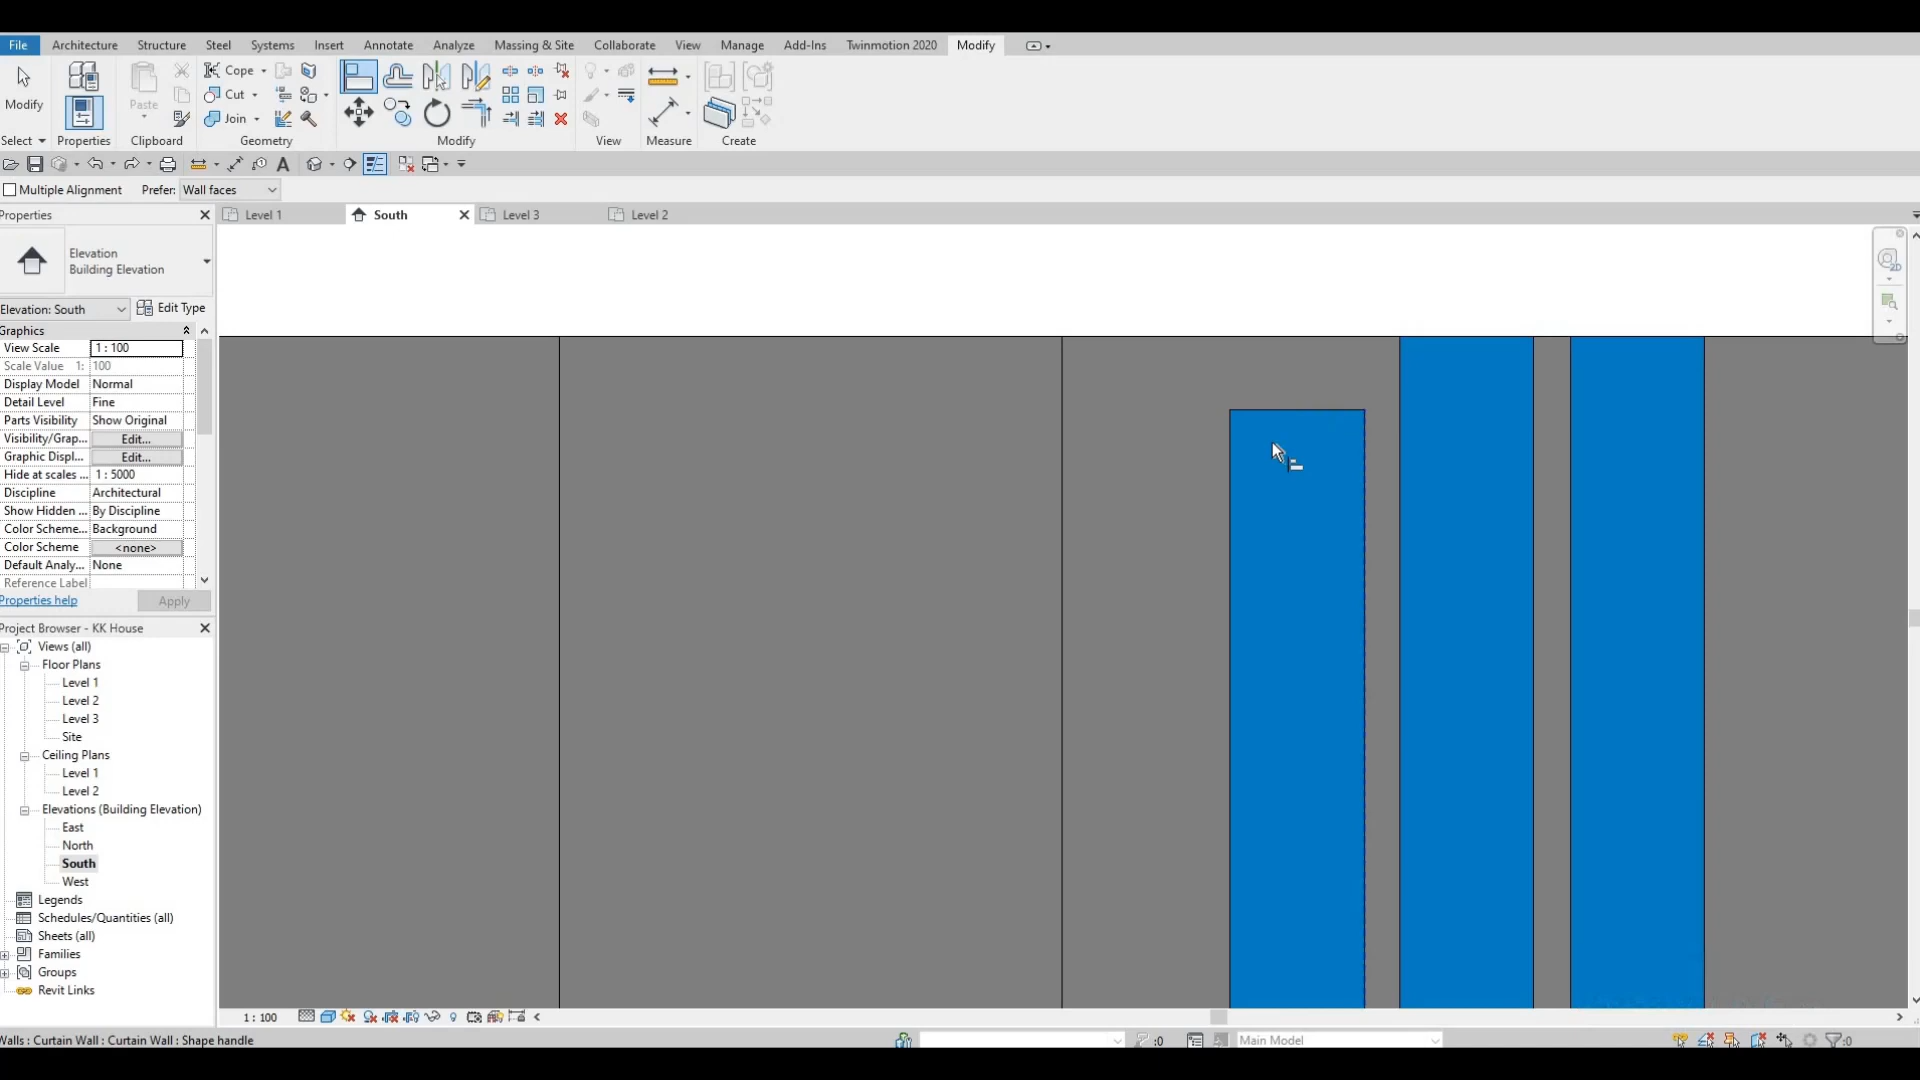 File Architecture Structure Steel Systems Insert Annotate Analyze Massing & Site Collaborate View Manage Add-Ins Twinmotion 2020 Modify
Cope
Modify Paste Cut
Join
Select Properties Clipboard Geometry Modify View Measure Create
Multiple Alignment Prefer: Wall faces
Properties Level 1 South Level 3 Level 2
Elevation
Building Elevation
Elevation: South Edit Type
Graphics
View Scale 1 : 100
Scale Value 1: 100
Display Model Normal
Detail Level Fine
Parts Visibility Show Original
Visibility/Grap... Edit...
Graphic Displ... Edit...
Hide at scales ... 1 : 5000
Discipline Architectural
Show Hidden ... By Discipline
Color Scheme... Background
Color Scheme <none>
Default Analy... None
Reference Label
Properties help Apply
Project Browser - KK House
Views (all)
Floor Plans
Level 1
Level 2
Level 3
Site
Ceiling Plans
Level 1
Level 2
Elevations (Building Elevation)
East
North
South
West
Legends
Schedules/Quantities (all)
Sheets (all)
Families
Groups
Revit Links
1 : 100
Walls : Curtain Wall : Curtain Wall : Shape handle :0 Main Model :0